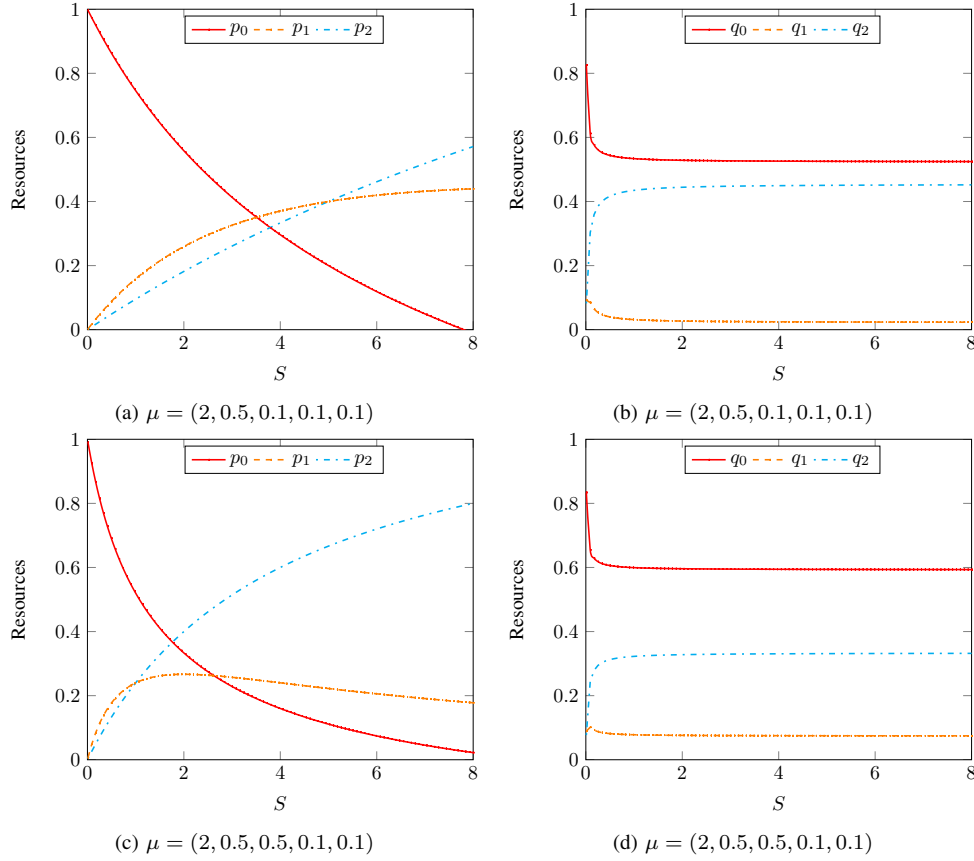 p0 p1 p2
1
0.8
0.6
0.4
0.2
0
0 2 4 6 8
Resources
S
(a) μ = (2, 0.5, 0.1, 0.1, 0.1)
q0 q1 q2
1
0.8
0.6
0.4
0.2
0
0 2 4 6 8
Resources
S
(b) μ = (2, 0.5, 0.1, 0.1, 0.1)
p0 p1 p2
1
0.8
0.6
0.4
0.2
0
0 2 4 6 8
Resources
S
(c) μ = (2, 0.5, 0.5, 0.1, 0.1)
q0 q1 q2
1
0.8
0.6
0.4
0.2
0
0 2 4 6 8
Resources
S
(d) μ = (2, 0.5, 0.5, 0.1, 0.1)